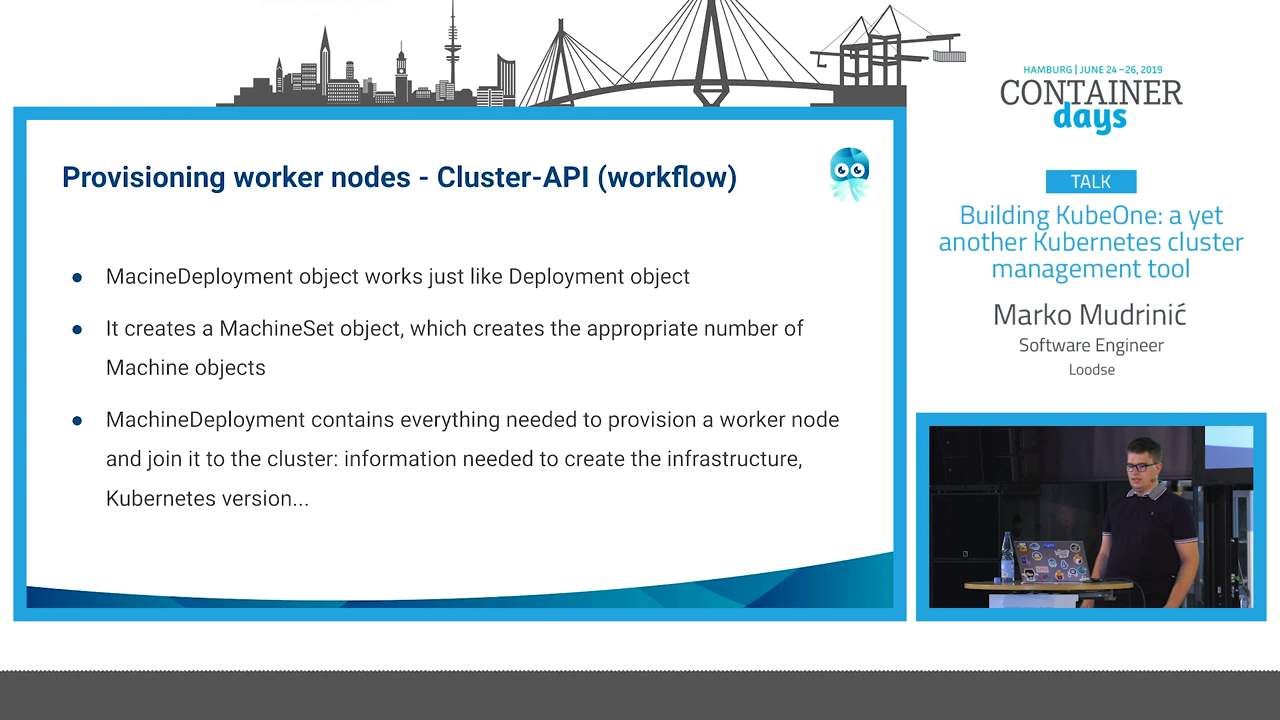 HAMBURG | JUNE 24 – 26, 2019
CONTAINER
days
Provisioning worker nodes - Cluster-API (workflow)
● MacineDeployment object works just like Deployment object
● It creates a MachineSet object, which creates the appropriate number of
Machine objects
● MachineDeployment contains everything needed to provision a worker node
and join it to the cluster: information needed to create the infrastructure,
Kubernetes version...
TALK
Building KubeOne: a yet
another Kubernetes cluster
management tool
Marko Mudrinić
Software Engineer
Loodse